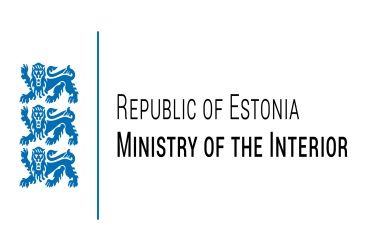 Republic of Estonia
Ministry of the Interior